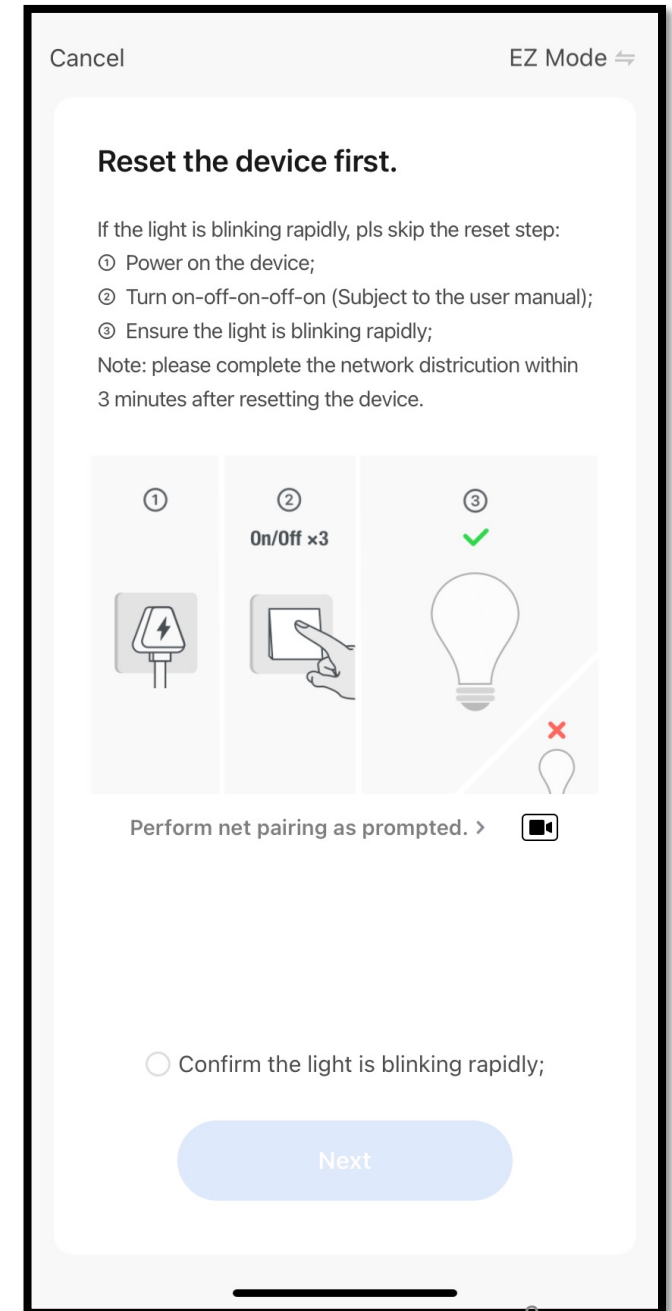 Cancel
EZ Mode
Reset the device first.
If the light is blinking rapidly, pls skip the reset step:
① Power on the device;
② Turn on-off-on-off-on (Subject to the user manual);
③ Ensure the light is blinking rapidly;
Note: please complete the network districution within
3 minutes after resetting the device.
①
②
③
On/Off ×3
Perform net pairing as prompted. >
Confirm the light is blinking rapidly;
Next